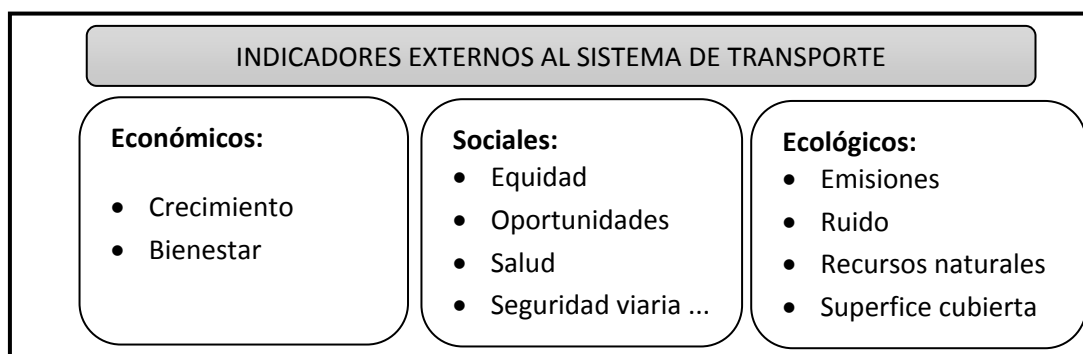 INDICADORES EXTERNOS AL SISTEMA DE TRANSPORTE
Económicos:
• Crecimiento
• Bienestar
Sociales:
• Equidad
• Oportunidades
• Salud
• Seguridad viaria ...
Ecológicos:
• Emisiones
• Ruido
• Recursos naturales
• Superfice cubierta